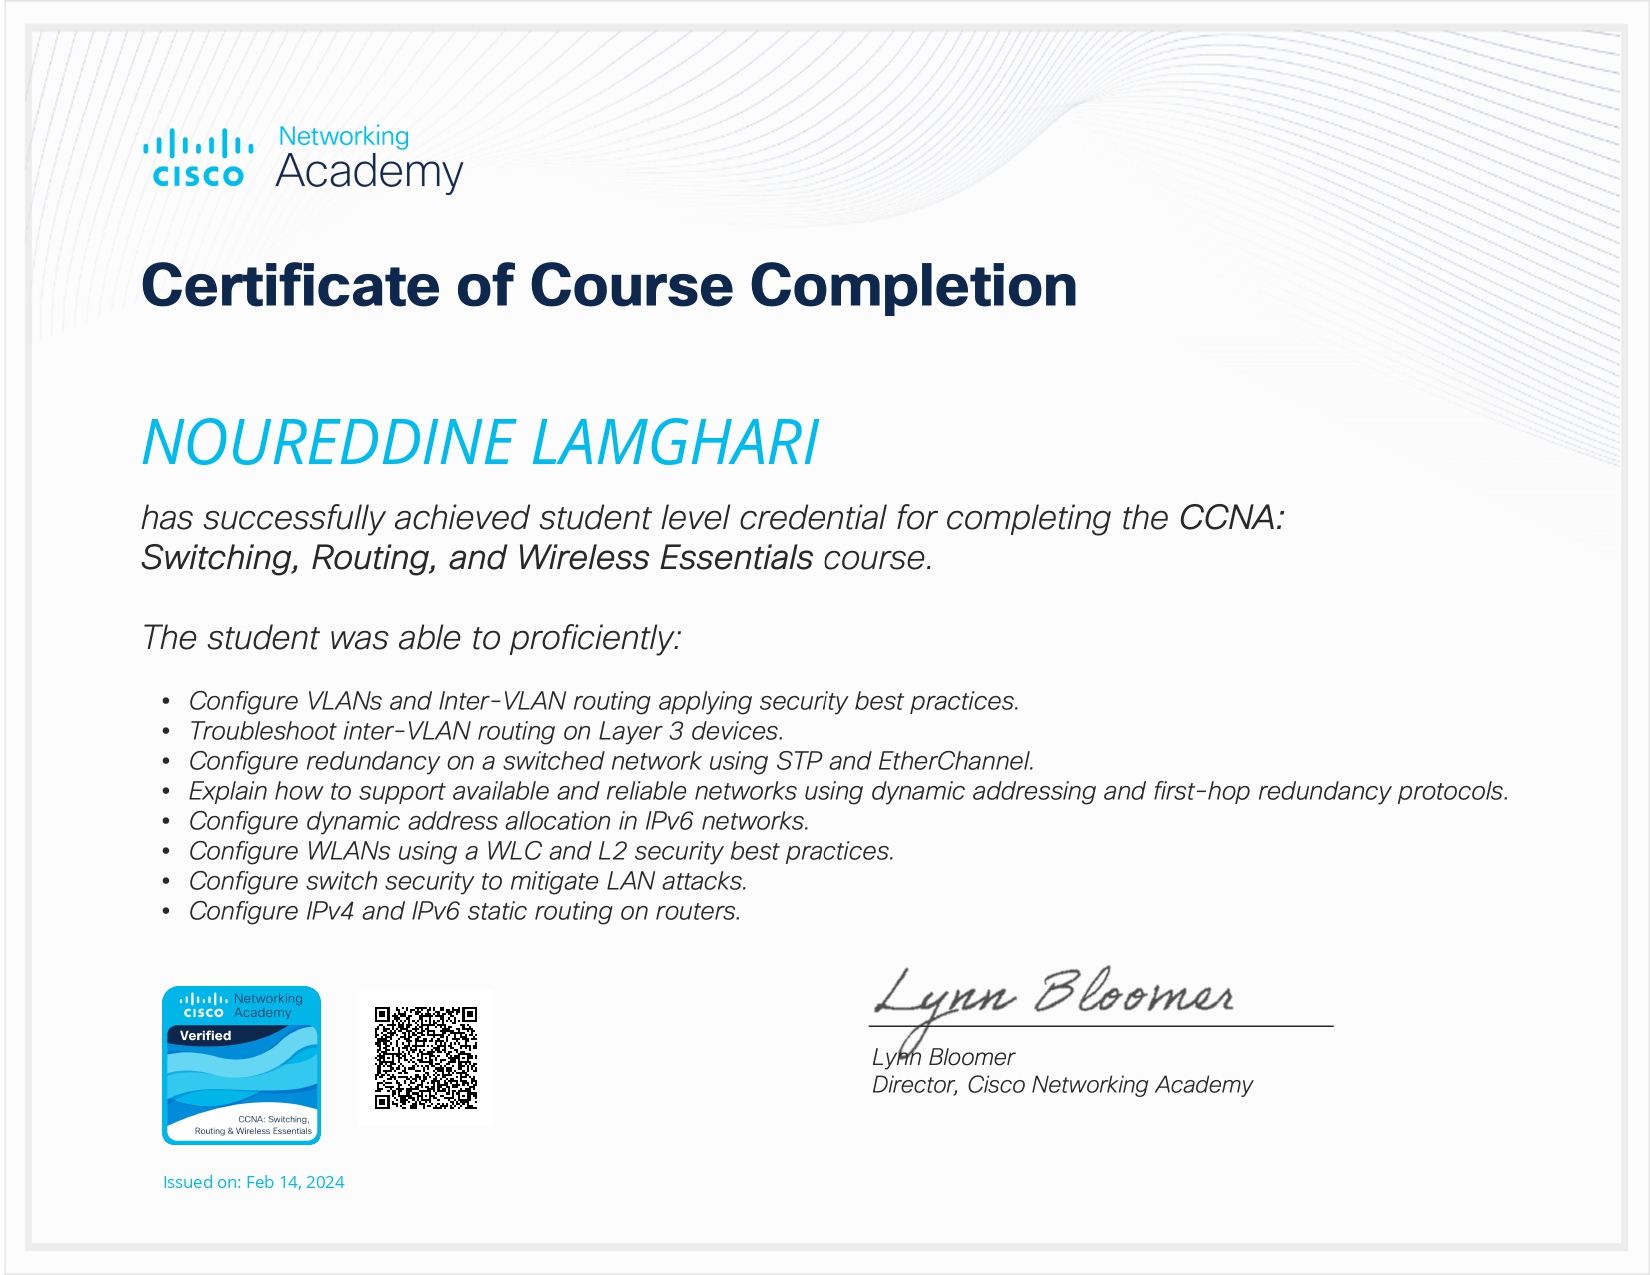 Networking
Academy
CISCO
Certificate of Course Completion
NOUREDDINE LAMGHARI
has successfully achieved student level credential for completing the CCNA:
Switching, Routing, and Wireless Essentials course.
The student was able to proficiently:
• Configure VLANs and Inter-VLAN routing applying security best practices.
• Troubleshoot inter-VLAN routing on Layer 3 devices.
• Configure redundancy on a switched network using STP and EtherChannel.
• Explain how to support available and reliable networks using dynamic addressing and first-hop redundancy protocols.
• Configure dynamic address allocation in IPv6 networks.
• Configure WLANs using a WLC and L2 security best practices.
• Configure switch security to mitigate LAN attacks.
• Configure IPv4 and IPv6 static routing on routers.
Networking
Academy
CISCO
Verified
CCNA: Switching,
Routing & Wireless Essentials
Lynn Bloomer
Lynn Bloomer
Director, Cisco Networking Academy
Issued on: Feb 14, 2024